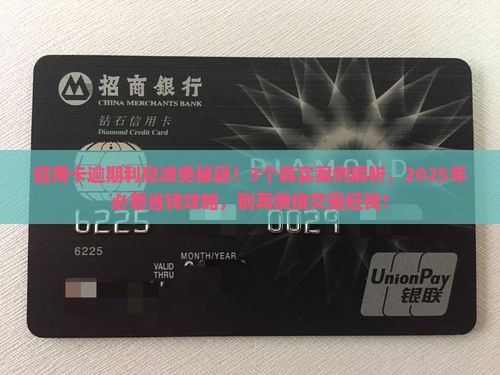 招商銀行
CHINA MERCHANTS BANK
钻石信用卡
Diamond Credit Card
DIAMOND
信用卡逾期利息减免秘籍！3个真实案例解析，2025年
必看省钱攻略，别再傻傻交冤枉钱！
6225 0029
6225
MONTH/YEAR
VALID
THRU
UnionPay
银联